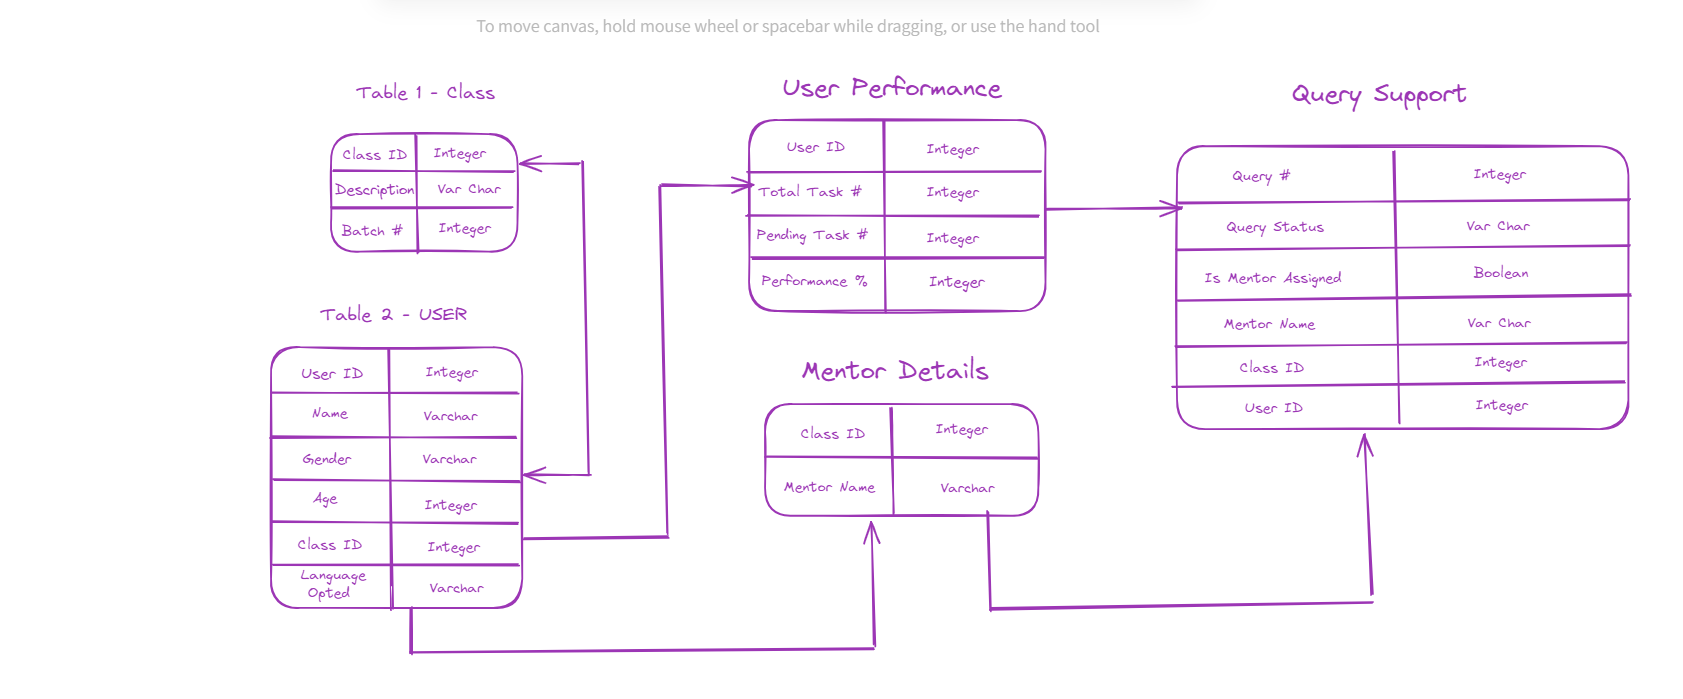 To move canvas, hold mouse wheel or spacebar while dragging, or use the hand tool
Table 1 - Class
Class ID Integer
Description Var Char
Batch # Integer
Table 2 - USER
User ID Integer
Name Varchar
Gender Varchar
Age Integer
Class ID Integer
Language
Opted Varchar
User Performance
User ID Integer
Total Task # Integer
Pending Task # Integer
Performance % Integer
Mentor Details
Class ID Integer
Mentor Name Varchar
Query Support
Query # Integer
Query Status Var Char
Is Mentor Assigned Boolean
Mentor Name Var Char
Class ID Integer
User ID Integer